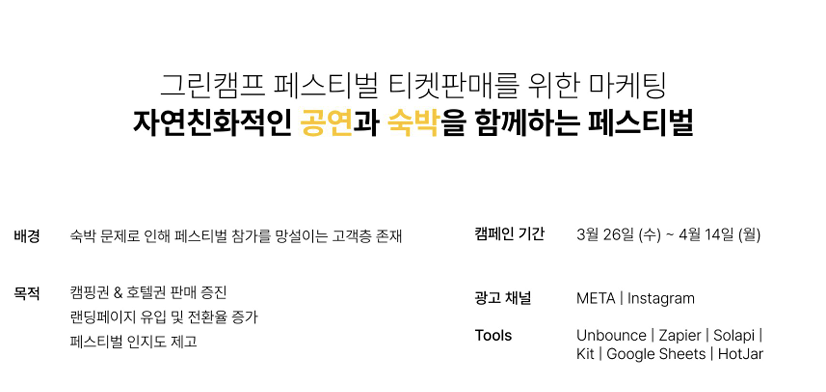 그린캠프 페스티벌 티켓판매를 위한 마케팅
자연친화적인 공연과 숙박을 함께하는 페스티벌
배경 숙박 문제로 인해 페스티벌 참가를 망설이는 고객층 존재
목적 캠핑권 & 호텔권 판매 증진
랜딩페이지 유입 및 전환율 증가
페스티벌 인지도 제고
캠페인 기간 3월 26일 (수) ~ 4월 14일 (월)
광고 채널 META | Instagram
Tools Unbounce | Zapier | Solapi |
Kit | Google Sheets | HotJar